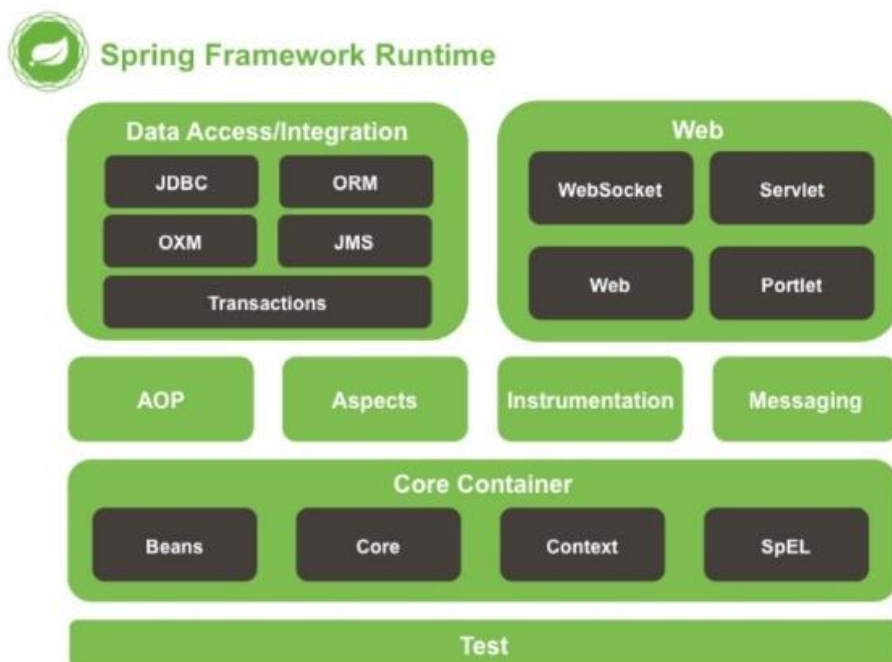 Spring Framework Runtime
Data Access/Integration
JDBC
ORM
OXM
JMS
Transactions
Web
WebSocket
Servlet
Web
Portlet
AOP
Aspects
Instrumentation
Messaging
Core Container
Beans
Core
Context
SpEL
Test